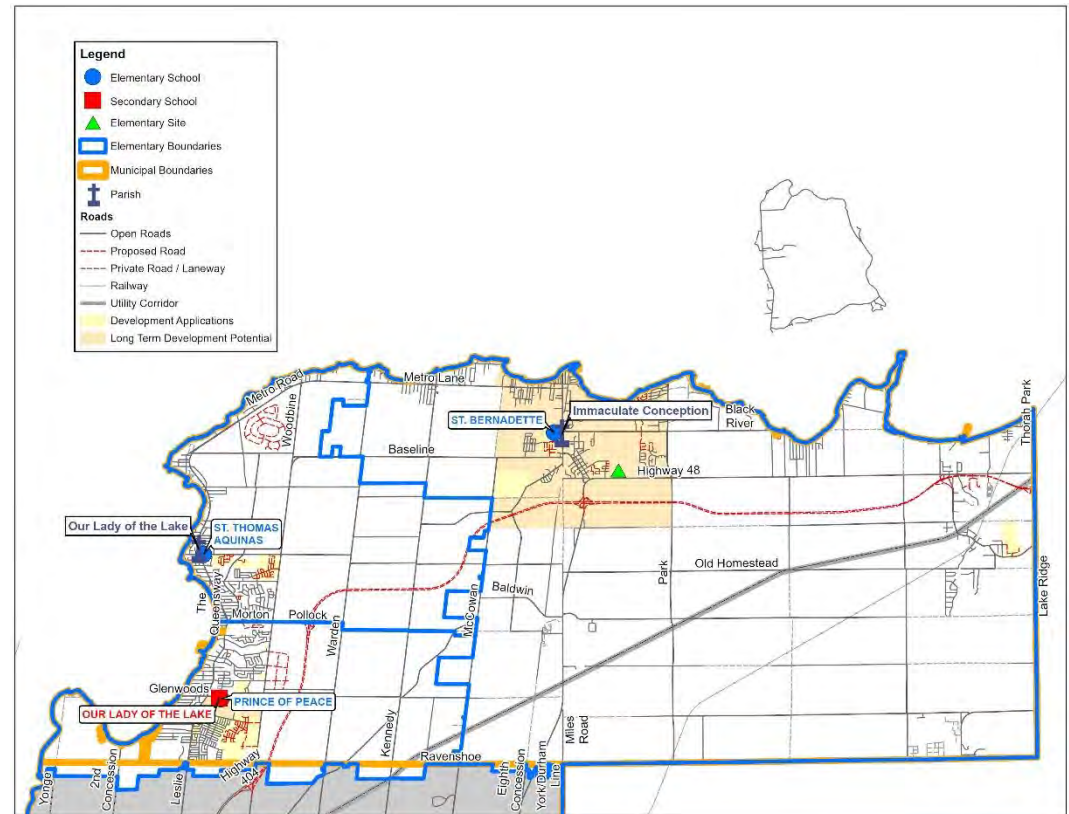 Legend
Elementary School
Secondary School
Elementary Site
Elementary Boundaries
Municipal Boundaries
Parish
Roads
Open Roads
Proposed Road
Private Road / Laneway
Railway
Utility Corridor
Development Applications
Long Term Development Potential
Metro Road
Woodbine
Metro Lane
ST. BERNADETTE
Immaculate Conception
Black
River
Thorah Park
Baseline
Highway 48
Our Lady of the Lake
ST. THOMAS
AQUINAS
The
Queensway
Morton
Pollock
Warden
McCowan
Baldwin
Park
Old Homestead
Lake Ridge
Glenwoods
OUR LADY OF THE LAKE
PRINCE OF PEACE
Kennedy
Miles
Road
Ravenshoe
Yonge
2nd
Concession
Leslie
Highway
404
Eighth
Concession
York/Durham
Line